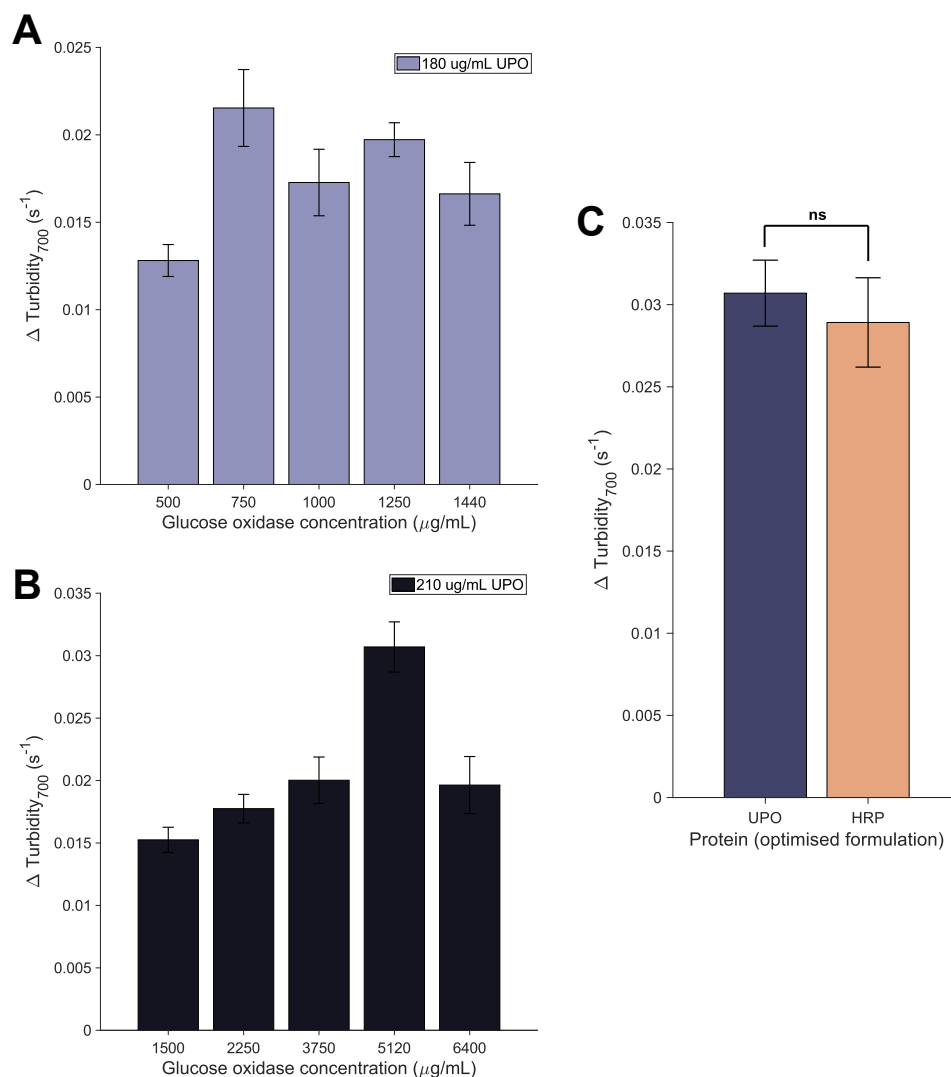 A
0.025
0.02
0.015
0.01
0.005
0
Δ Turbidity700 (s-1)
180 ug/mL UPO
500 750 1000 1250 1440
Glucose oxidase concentration (μg/mL)
B
0.035
0.03
0.025
0.02
0.015
0.01
0.005
0
Δ Turbidity700 (s-1)
210 ug/mL UPO
1500 2250 3750 5120 6400
Glucose oxidase concentration (μg/mL)
C
0.035
0.03
0.025
0.02
0.015
0.01
0.005
0
Δ Turbidity700 (s-1)
ns
UPO HRP
Protein (optimised formulation)